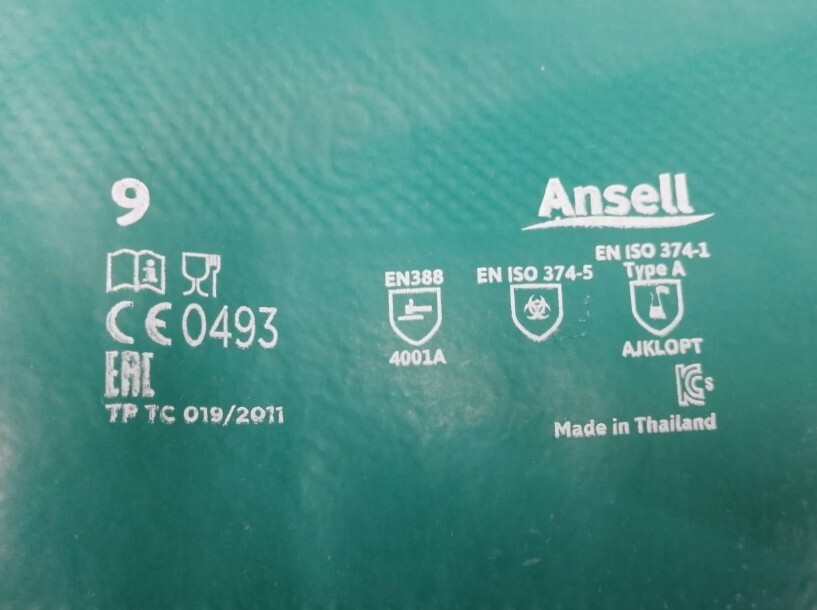 9
CE 0493
EAC
TP TC 019/2011
Ansell
EN388
4001A
EN ISO 374-5
EN ISO 374-1
Type A
AJKLOPT
KCs
Made in Thailand